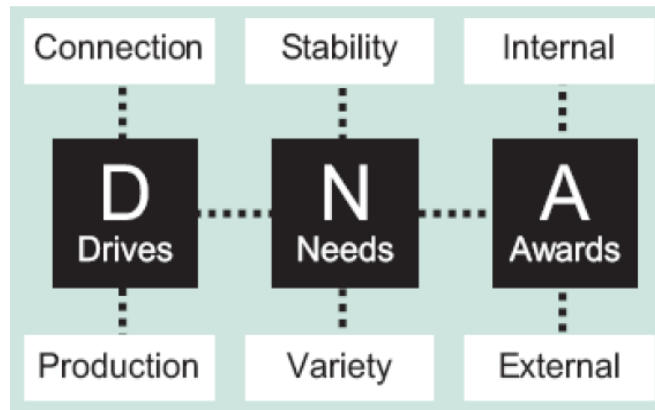 Connection Stability Internal
D N A
Drives Needs Awards
Production Variety External